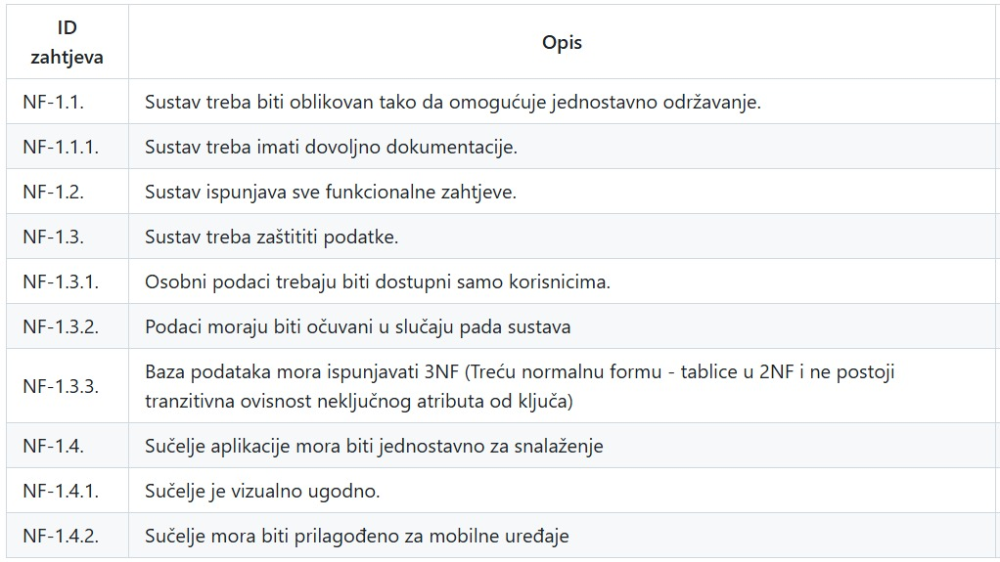 ID
zahtjeva
Opis
NF-1.1.
Sustav treba biti oblikovan tako da omogućuje jednostavno održavanje.
NF-1.1.1.
Sustav treba imati dovoljno dokumentacije.
NF-1.2.
Sustav ispunjava sve funkcionalne zahtjeve.
NF-1.3.
Sustav treba zaštititi podatke.
NF-1.3.1.
Osobni podaci trebaju biti dostupni samo korisnicima.
NF-1.3.2.
Podaci moraju biti očuvani u slučaju pada sustava
NF-1.3.3.
Baza podataka mora ispunjavati 3NF (Treću normalnu formu - tablice u 2NF i ne postoji
tranzitivna ovisnost neključnog atributa od ključa)
NF-1.4.
Sučelje aplikacije mora biti jednostavno za snalaženje
NF-1.4.1.
Sučelje je vizualno ugodno.
NF-1.4.2.
Sučelje mora biti prilagođeno za mobilne uređaje